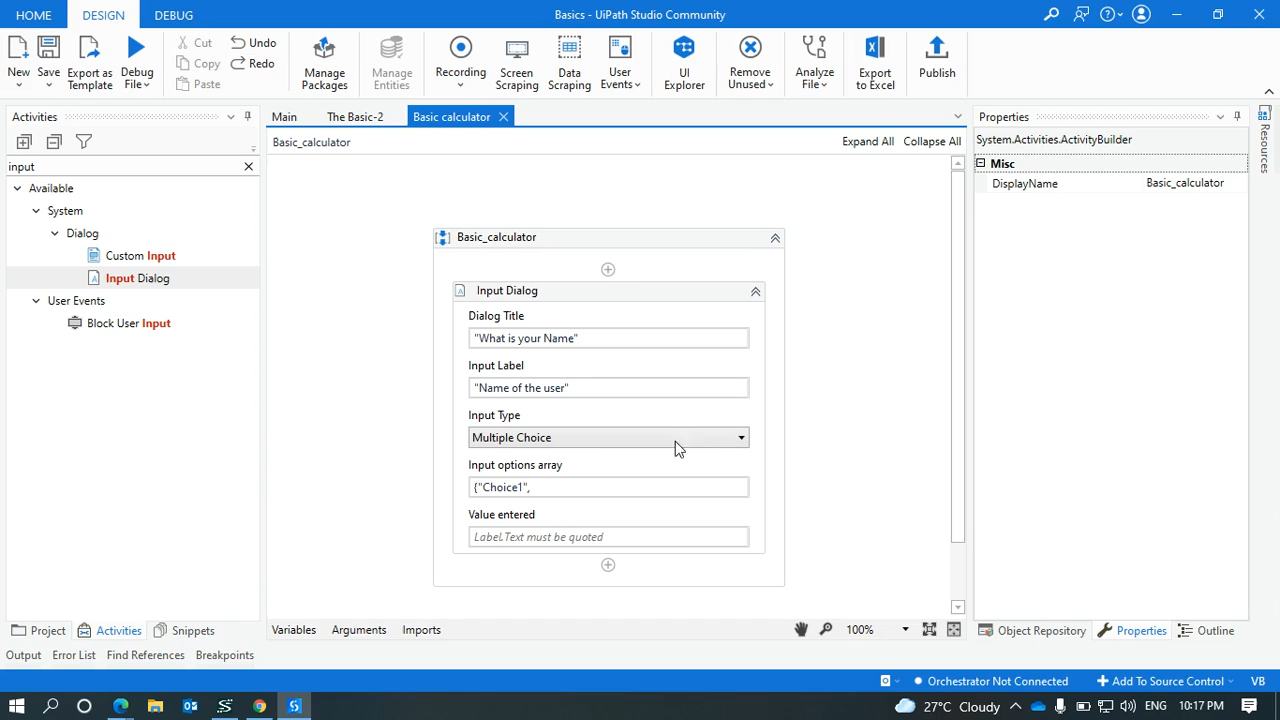 HOME
DESIGN
DEBUG
Basics - UiPath Studio Community
New
Save
Export as Template
Debug File
Cut
Copy
Paste
Undo
Redo
Manage Packages
Manage Entities
Recording
Screen Scraping
Data Scraping
User Events
UI Explorer
Remove Unused
Analyze File
Export to Excel
Publish
Activities
input
Available
System
Dialog
Custom Input
Input Dialog
User Events
Block User Input
Main
The Basic-2
Basic calculator
Basic_calculator
Expand All
Collapse All
Basic_calculator
Input Dialog
Dialog Title
"What is your Name"
Input Label
"Name of the user"
Input Type
Multiple Choice
Input options array
{"Choice1",
Value entered
Label.Text must be quoted
Properties
System.Activities.ActivityBuilder
Misc
DisplayName
Basic_calculator
Resources
Variables
Arguments
Imports
100%
Project
Activities
Snippets
Object Repository
Properties
Outline
Output
Error List
Find References
Breakpoints
Orchestrator Not Connected
Add To Source Control
VB
27°C Cloudy
ENG
10:17 PM